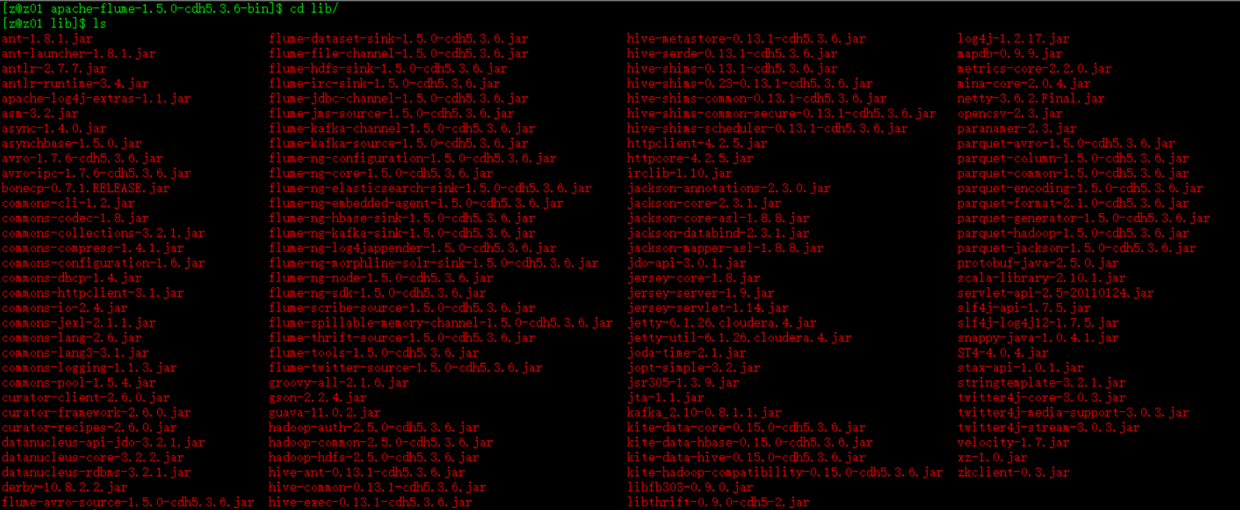 [z@z01 apache-flume-1.5.0-cdh5.3.6-bin]$ cd lib/
[z@z01 lib]$ ls
ant-1.8.1.jar flume-dataset-sink-1.5.0-cdh5.3.6.jar hive-metastore-0.13.1-cdh5.3.6.jar log4j-1.2.17.jar
ant-launcher-1.8.1.jar flume-file-channel-1.5.0-cdh5.3.6.jar hive-serde-0.13.1-cdh5.3.6.jar mapdb-0.9.9.jar
antlr-2.7.7.jar flume-hdfs-sink-1.5.0-cdh5.3.6.jar hive-shims-0.13.1-cdh5.3.6.jar metrics-core-2.2.0.jar
antlr-runtime-3.4.jar flume-irc-sink-1.5.0-cdh5.3.6.jar hive-shims-0.23-0.13.1-cdh5.3.6.jar mina-core-2.0.4.jar
apache-log4j-extras-1.1.jar flume-jdbc-channel-1.5.0-cdh5.3.6.jar hive-shims-common-0.13.1-cdh5.3.6.jar netty-3.6.2.Final.jar
asm-3.2.jar flume-jms-source-1.5.0-cdh5.3.6.jar hive-shims-common-secure-0.13.1-cdh5.3.6.jar opencsv-2.3.jar
async-1.4.0.jar flume-kafka-channel-1.5.0-cdh5.3.6.jar hive-shims-scheduler-0.13.1-cdh5.3.6.jar paranamer-2.3.jar
asynchbase-1.5.0.jar flume-kafka-source-1.5.0-cdh5.3.6.jar httpclient-4.2.5.jar parquet-avro-1.5.0-cdh5.3.6.jar
avro-1.7.6-cdh5.3.6.jar flume-ng-configuration-1.5.0-cdh5.3.6.jar httpcore-4.2.5.jar parquet-column-1.5.0-cdh5.3.6.jar
avro-ipc-1.7.6-cdh5.3.6.jar flume-ng-core-1.5.0-cdh5.3.6.jar irclib-1.10.jar parquet-common-1.5.0-cdh5.3.6.jar
bonecp-0.7.1.RELEASE.jar flume-ng-elasticsearch-sink-1.5.0-cdh5.3.6.jar jackson-annotations-2.3.0.jar parquet-encoding-1.5.0-cdh5.3.6.jar
commons-cli-1.2.jar flume-ng-embedded-agent-1.5.0-cdh5.3.6.jar jackson-core-2.3.1.jar parquet-format-2.1.0-cdh5.3.6.jar
commons-codec-1.8.jar flume-ng-hbase-sink-1.5.0-cdh5.3.6.jar jackson-core-asl-1.8.8.jar parquet-generator-1.5.0-cdh5.3.6.jar
commons-collections-3.2.1.jar flume-ng-kafka-sink-1.5.0-cdh5.3.6.jar jackson-databind-2.3.1.jar parquet-hadoop-1.5.0-cdh5.3.6.jar
commons-compress-1.4.1.jar flume-ng-log4jappender-1.5.0-cdh5.3.6.jar jackson-mapper-asl-1.8.8.jar parquet-jackson-1.5.0-cdh5.3.6.jar
commons-configuration-1.6.jar flume-ng-morphline-solr-sink-1.5.0-cdh5.3.6.jar jdo-api-3.0.1.jar protobuf-java-2.5.0.jar
commons-dbcp-1.4.jar flume-ng-node-1.5.0-cdh5.3.6.jar jersey-core-1.8.jar scala-library-2.10.1.jar
commons-httpclient-3.1.jar flume-ng-sdk-1.5.0-cdh5.3.6.jar jersey-server-1.9.jar servlet-api-2.5-20110124.jar
commons-io-2.4.jar flume-scribe-source-1.5.0-cdh5.3.6.jar jersey-servlet-1.14.jar slf4j-api-1.7.5.jar
commons-jexl-2.1.1.jar flume-spillable-memory-channel-1.5.0-cdh5.3.6.jar jetty-6.1.26.cloudera.4.jar slf4j-log4j12-1.7.5.jar
commons-lang-2.6.jar flume-thrift-source-1.5.0-cdh5.3.6.jar jetty-util-6.1.26.cloudera.4.jar snappy-java-1.0.4.1.jar
commons-lang3-3.1.jar flume-tools-1.5.0-cdh5.3.6.jar joda-time-2.1.jar ST4-4.0.4.jar
commons-logging-1.1.3.jar flume-twitter-source-1.5.0-cdh5.3.6.jar jopt-simple-3.2.jar stax-api-1.0.1.jar
commons-pool-1.5.4.jar groovy-all-2.1.6.jar jsr305-1.3.9.jar stringtemplate-3.2.1.jar
curator-client-2.6.0.jar gson-2.2.4.jar jta-1.1.jar twitter4j-core-3.0.3.jar
curator-framework-2.6.0.jar guava-11.0.2.jar kafka_2.10-0.8.1.1.jar twitter4j-media-support-3.0.3.jar
curator-recipes-2.6.0.jar hadoop-auth-2.5.0-cdh5.3.6.jar kite-data-core-0.15.0-cdh5.3.6.jar twitter4j-stream-3.0.3.jar
datanucleus-api-jdo-3.2.1.jar hadoop-common-2.5.0-cdh5.3.6.jar kite-data-hbase-0.15.0-cdh5.3.6.jar velocity-1.7.jar
datanucleus-core-3.2.2.jar hadoop-hdfs-2.5.0-cdh5.3.6.jar kite-data-hive-0.15.0-cdh5.3.6.jar xz-1.0.jar
datanucleus-rdbms-3.2.1.jar hive-ant-0.13.1-cdh5.3.6.jar kite-hadoop-compatibility-0.15.0-cdh5.3.6.jar zkclient-0.3.jar
derby-10.8.2.2.jar hive-common-0.13.1-cdh5.3.6.jar libfb303-0.9.0.jar
flume-avro-source-1.5.0-cdh5.3.6.jar hive-exec-0.13.1-cdh5.3.6.jar libthrift-0.9.0-cdh5-2.jar